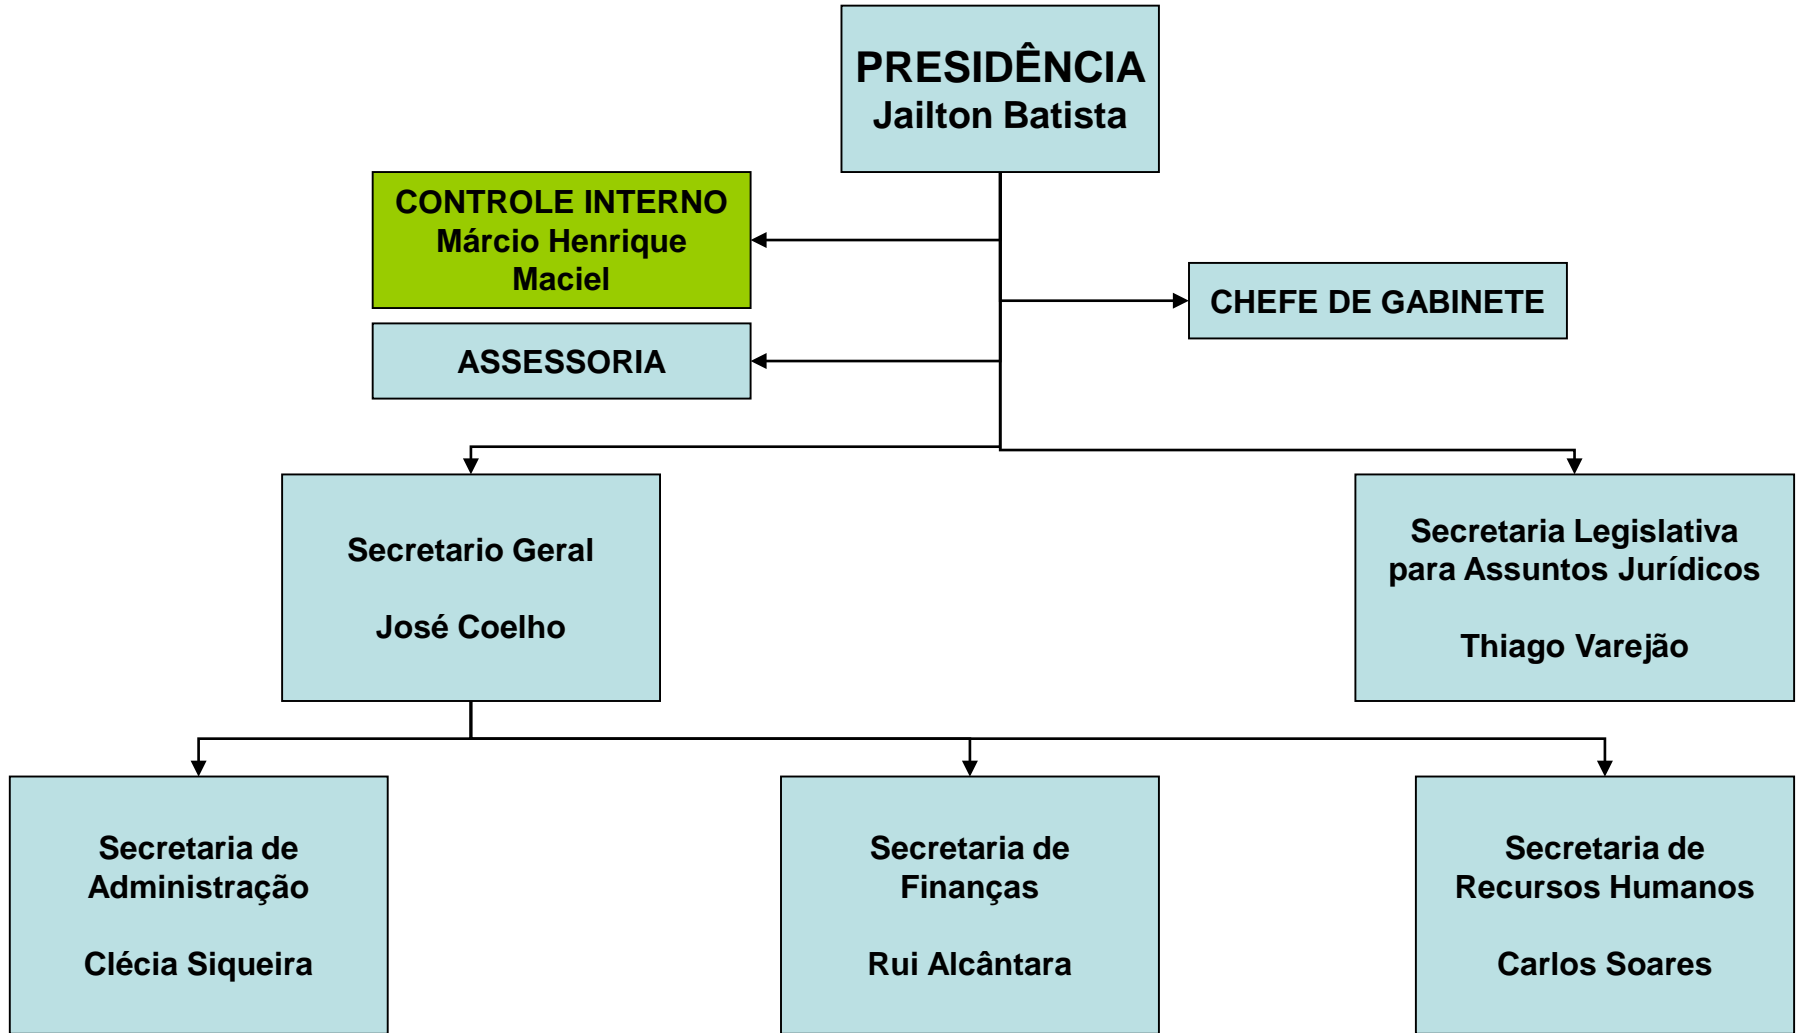 PRESIDÊNCIA
Jailton Batista
CONTROLE INTERNO
Márcio Henrique
Maciel
CHEFE DE GABINETE
ASSESSORIA
Secretario Geral
José Coelho
Secretaria Legislativa
para Assuntos Jurídicos
Thiago Varejão
Secretaria de
Administração
Clécia Siqueira
Secretaria de
Finanças
Rui Alcântara
Secretaria de
Recursos Humanos
Carlos Soares